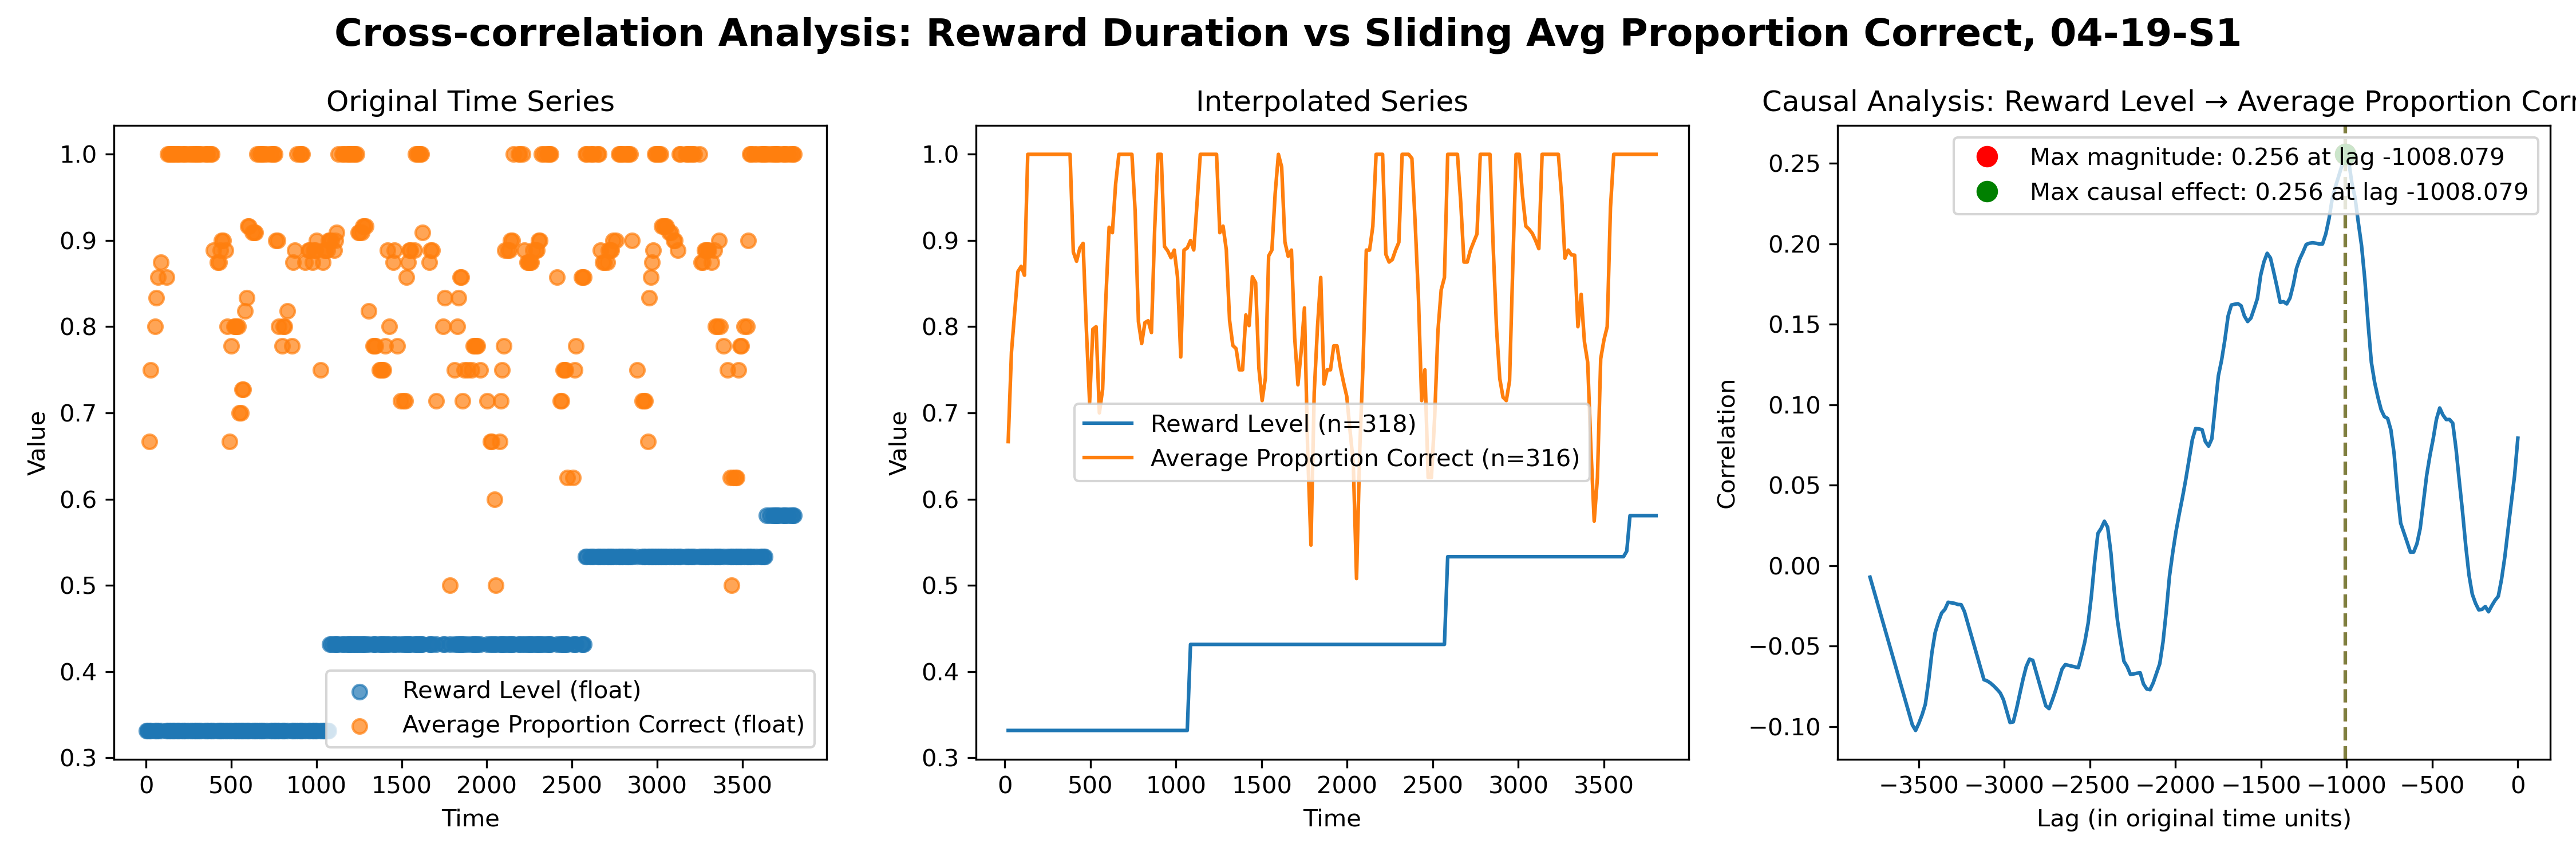 Cross-correlation Analysis: Reward Duration vs Sliding Avg Proportion Correct, 04-19-S1
Original Time Series
Value
1.0
0.9
0.8
0.7
0.6
0.5
0.4
0.3
Reward Level (float)
Average Proportion Correct (float)
0 500 1000 1500 2000 2500 3000 3500
Time
Interpolated Series
Value
1.0
0.9
0.8
0.7
0.6
0.5
0.4
0.3
Reward Level (n=318)
Average Proportion Correct (n=316)
0 500 1000 1500 2000 2500 3000 3500
Time
Causal Analysis: Reward Level → Average Proportion Corr
Correlation
0.25
0.20
0.15
0.10
0.05
0.00
−0.05
−0.10
Max magnitude: 0.256 at lag -1008.079
Max causal effect: 0.256 at lag -1008.079
−3500 −3000 −2500 −2000 −1500 −1000 −500 0
Lag (in original time units)